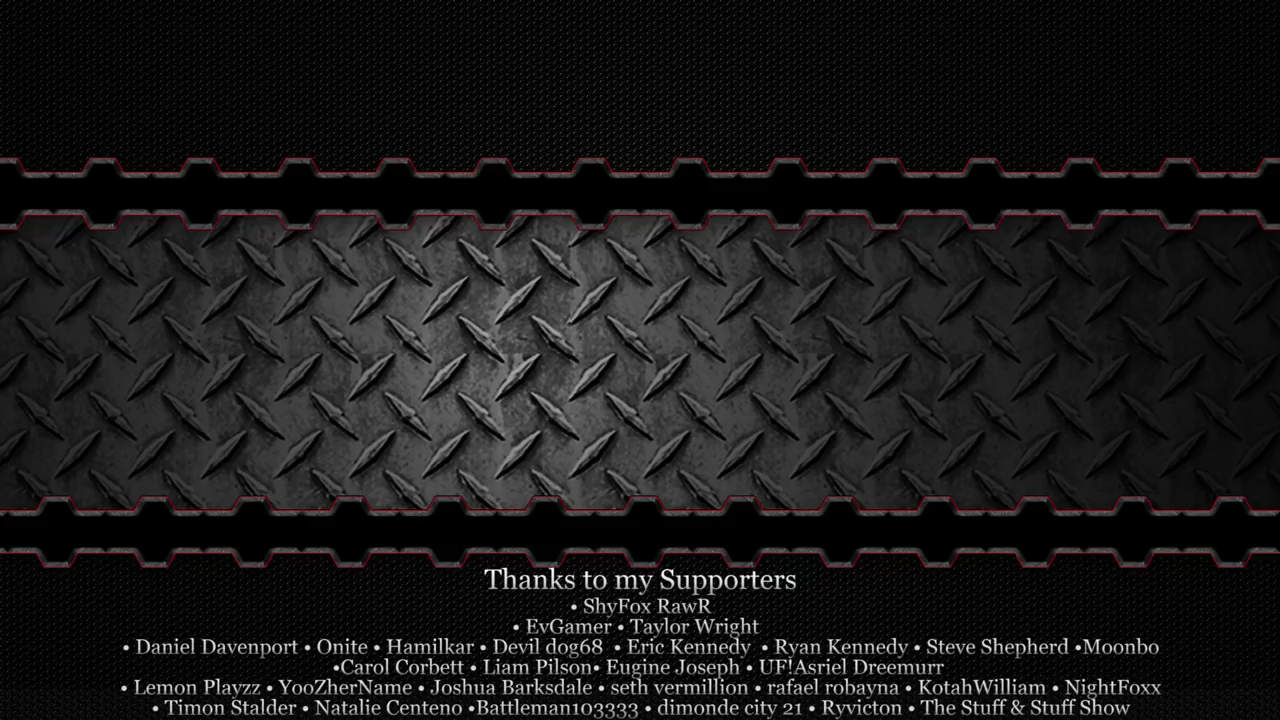 Thanks to my Supporters
• ShyFox RawR
• EvGamer • Taylor Wright
• Daniel Davenport • Onite • Hamilkar • Devil dog68 • Eric Kennedy • Ryan Kennedy • Steve Shepherd •Moonbo
•Carol Corbett • Liam Pilson• Eugine Joseph • UF!Asriel Dreemurr
• Lemon Playzz • YooZherName • Joshua Barksdale • seth vermillion • rafael robayna • KotahWilliam • NightFoxx
• Timon Stalder • Natalie Centeno •Battleman103333 • dimonde city 21 • Ryvicton • The Stuff & Stuff Show